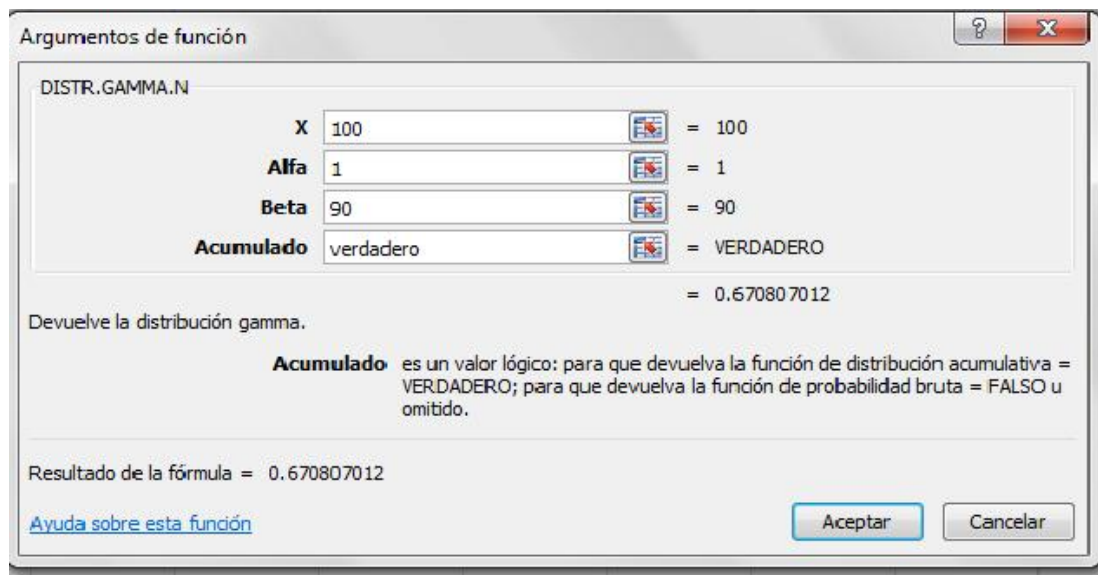 Argumentos de función
DISTR.GAMMA.N
X 100 = 100
Alfa 1 = 1
Beta 90 = 90
Acumulado verdadero = VERDADERO
= 0.670807012
Devuelve la distribución gamma.
Acumulado es un valor lógico: para que devuelva la función de distribución acumulativa =
VERDADERO; para que devuelva la función de probabilidad bruta = FALSO u
omitido.
Resultado de la fórmula = 0.670807012
Ayuda sobre esta función
Aceptar Cancelar